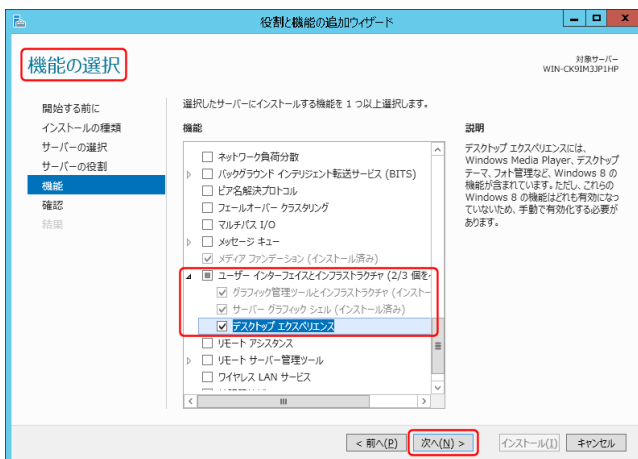 役割と機能の追加ウィザード
機能の選択
対象サーバー
WIN-CK9IM3JP1HP
開始する前に
インストールの種類
サーバーの選択
サーバーの役割
機能
確認
結果
選択したサーバーにインストールする機能を 1 つ以上選択します。
機能
ネットワーク負荷分散
バックグラウンド インテリジェント転送サービス (BITS)
ピア名解決プロトコル
フェールオーバー クラスタリング
マルチパス I/O
メッセージ キュー
メディア ファンデーション (インストール済み)
ユーザー インターフェイスとインフラストラクチャ (2/3 個を
グラフィック管理ツールとインフラストラクチャ (インスト
サーバー グラフィック シェル (インストール済み)
デスクトップ エクスペリエンス
リモート アシスタンス
リモート サーバー管理ツール
ワイヤレス LAN サービス
説明
デスクトップ エクスペリエンスには、
Windows Media Player、デスクトップ
テーマ、フォト管理など、Windows 8 の
機能が含まれています。ただし、これらの
Windows 8 の機能はどれも有効になっ
ていないため、手動で有効化する必要が
あります。
< 前へ(P)
次へ(N) >
インストール(I)
キャンセル